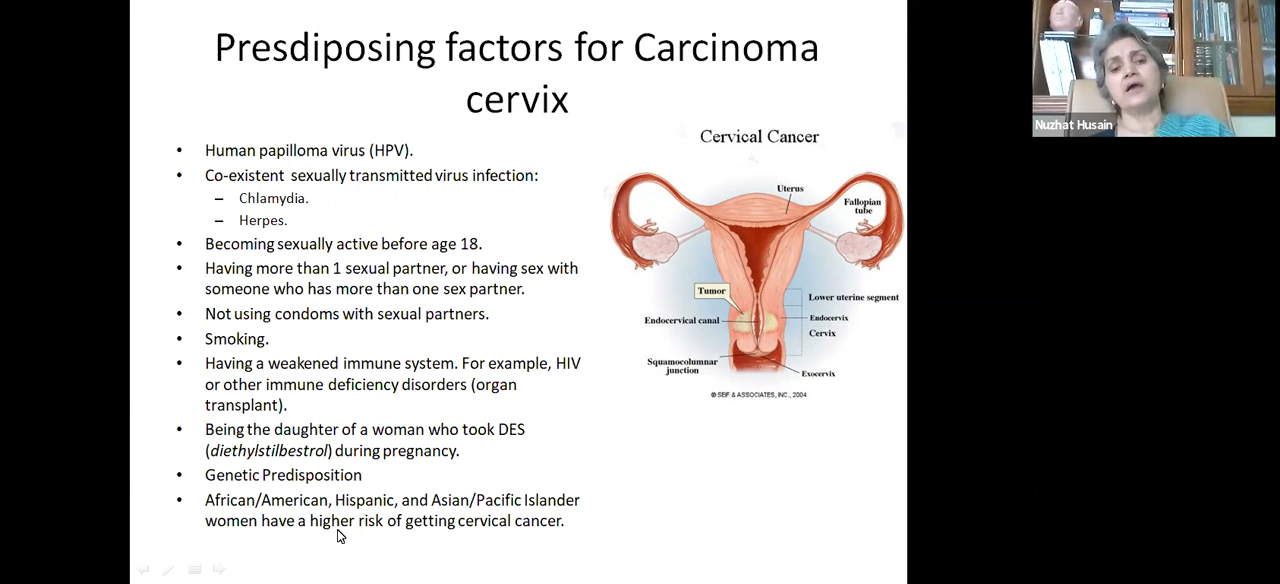 Presdiposing factors for Carcinoma
cervix
• Human papilloma virus (HPV).
• Co-existent sexually transmitted virus infection:
– Chlamydia.
– Herpes.
• Becoming sexually active before age 18.
• Having more than 1 sexual partner, or having sex with
someone who has more than one sex partner.
• Not using condoms with sexual partners.
• Smoking.
• Having a weakened immune system. For example, HIV
or other immune deficiency disorders (organ
transplant).
• Being the daughter of a woman who took DES
(diethylstilbestrol) during pregnancy.
• Genetic Predisposition
• African/American, Hispanic, and Asian/Pacific Islander
women have a higher risk of getting cervical cancer.
Cervical Cancer
Uterus
Fallopian
tube
Tumor
Lower uterine segment
Endocervical canal
Endocervix
Cervix
Squamocolumnar
junction
Exocervix
© SEIF & ASSOCIATES, INC., 2004
Nuzhat Husain